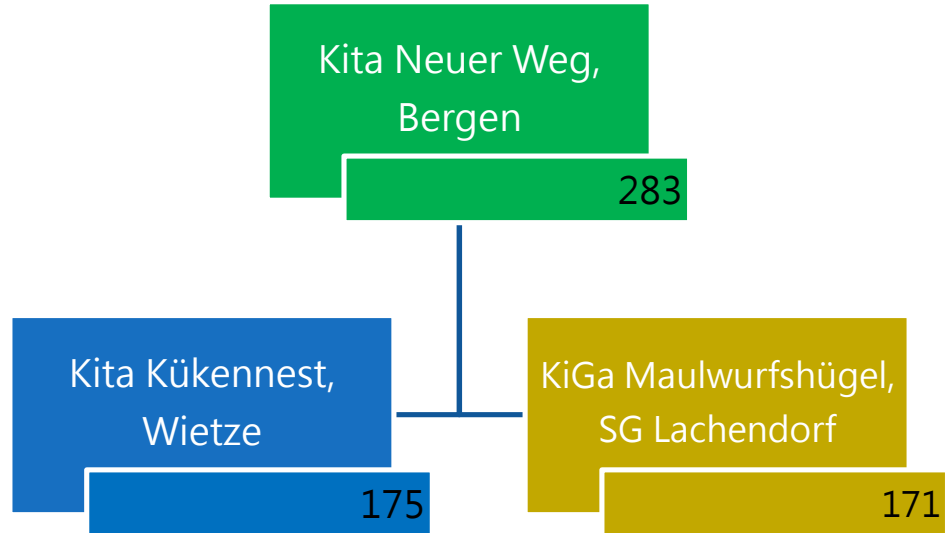 Kita Neuer Weg,
Bergen
283
Kita Kükennest,
Wietze
175
KiGa Maulwurfshügel,
SG Lachendorf
171